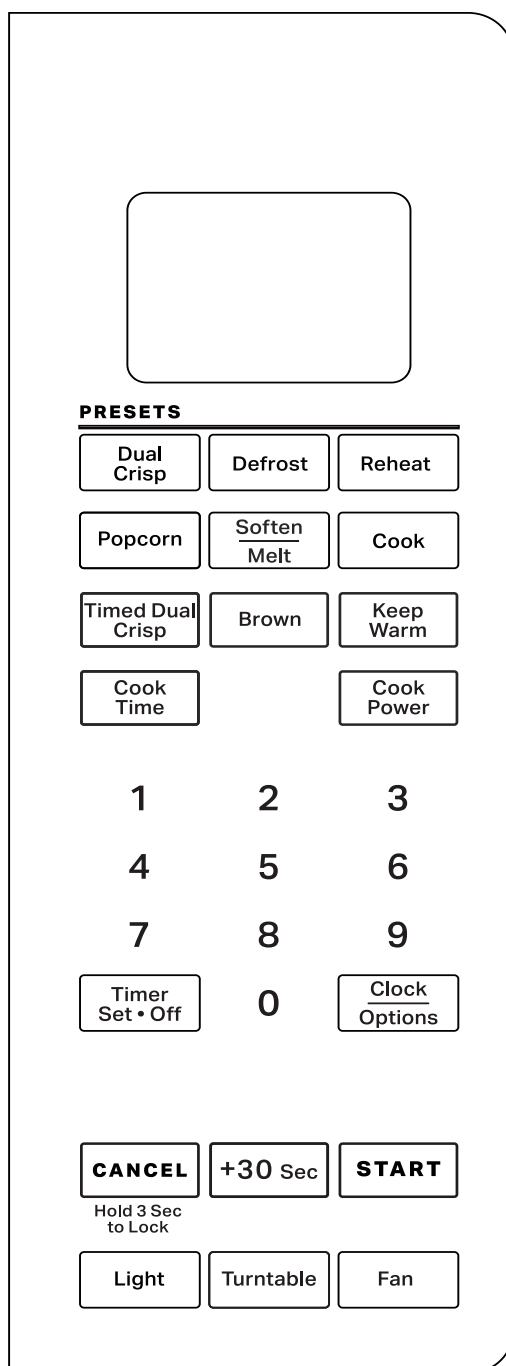 PRESETS
Dual
Crisp
Defrost
Reheat
Popcorn
Soften
Melt
Cook
Timed Dual
Crisp
Brown
Keep
Warm
Cook
Time
Cook
Power
1 2 3
4 5 6
7 8 9
Timer
Set • Off
0
Clock
Options
CANCEL
+30 Sec
START
Hold 3 Sec
to Lock
Light
Turntable
Fan